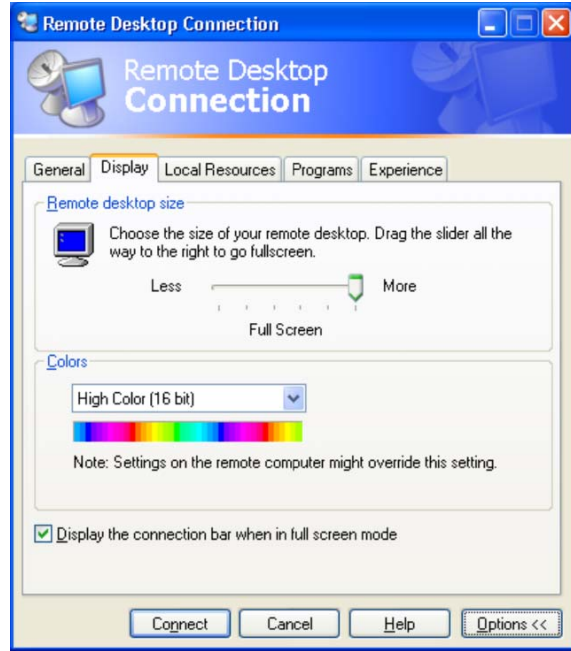 Remote Desktop Connection
Remote Desktop
Connection
General Display Local Resources Programs Experience
Remote desktop size
Choose the size of your remote desktop. Drag the slider all the
way to the right to go fullscreen.
Less More
Full Screen
Colors
High Color (16 bit)
Note: Settings on the remote computer might override this setting.
Display the connection bar when in full screen mode
Connect Cancel Help Options <<